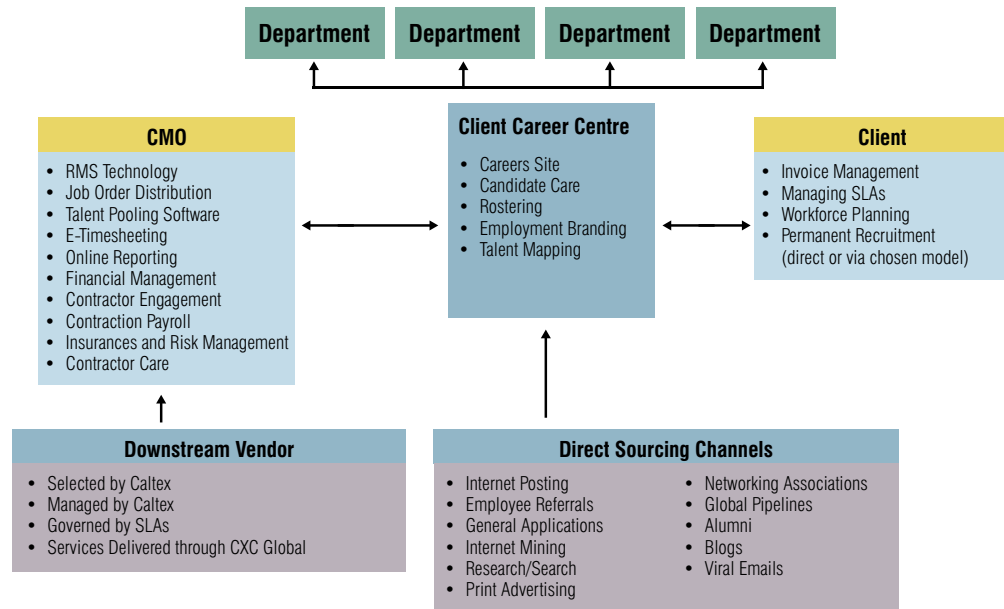 Department
Department
Department
Department
CMO
• RMS Technology
• Job Order Distribution
• Talent Pooling Software
• E-Timesheeting
• Online Reporting
• Financial Management
• Contractor Engagement
• Contraction Payroll
• Insurances and Risk Management
• Contractor Care
Client Career Centre
• Careers Site
• Candidate Care
• Rostering
• Employment Branding
• Talent Mapping
Client
• Invoice Management
• Managing SLAs
• Workforce Planning
• Permanent Recruitment
(direct or via chosen model)
Downstream Vendor
• Selected by Caltex
• Managed by Caltex
• Governed by SLAs
• Services Delivered through CXC Global
Direct Sourcing Channels
• Internet Posting
• Employee Referrals
• General Applications
• Internet Mining
• Research/Search
• Print Advertising
• Networking Associations
• Global Pipelines
• Alumni
• Blogs
• Viral Emails